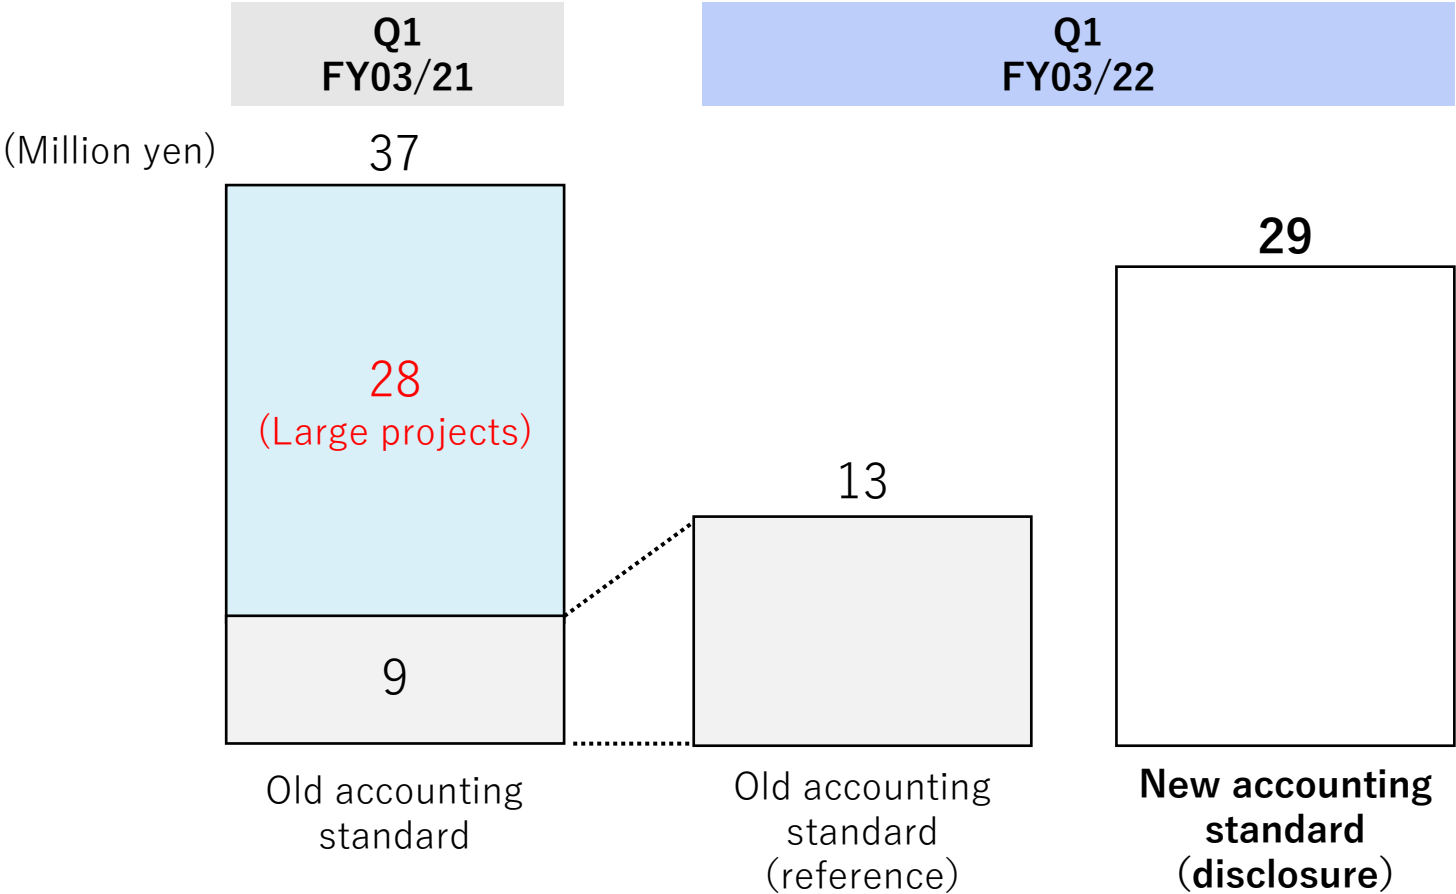 Q1
FY03/21
Q1
FY03/22
(Million yen)
37
29
28
(Large projects)
13
9
Old accounting
standard
Old accounting
standard
(reference)
New accounting
standard
(disclosure)